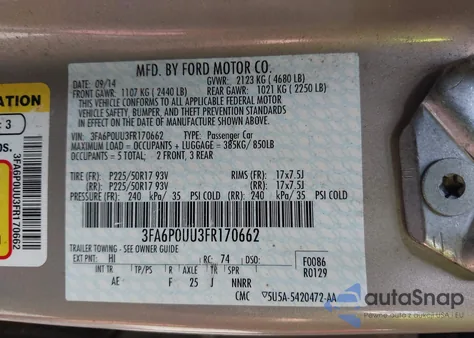 MFD. BY FORD MOTOR CO.
DATE: 09/14 GVWR: 2123 KG ( 4680 LB)
FRONT GAWR: 1107 KG ( 2440 LB) REAR GAWR: 1021 KG ( 2250 LB)
THIS VEHICLE CONFORMS TO ALL APPLICABLE FEDERAL MOTOR
VEHICLE SAFETY, BUMPER, AND THEFT PREVENTION STANDARDS
IN EFFECT ON THE DATE OF MANUFACTURE SHOWN ABOVE.
VEHICLE IDENTIFICATION
VIN: 3FA6P0UU3FR170662 TYPE: Passenger Car
MAXIMUM LOAD = OCCUPANTS + LUGGAGE = 385KG/ 850LB
OCCUPANTS = 5 TOTAL: 2 FRONT, 3 REAR
TIRE (FR): P225/50R17 93V RIMS (FR): 17x7.5J
(RR): P225/50R17 93V (RR): 17x7.5J
PRESSURE (FR): 240 kPa/ 35 PSI COLD (RR): 240 kPa/ 35 PSI COLD
3FA6P0UU3FR170662
TRAILER TOWING - SEE OWNER GUIDE
EXT PNT: HI RC: 74 DSO: F0086
R0129
INT TR TP/PS R AXLE TR SPR
AE F 25 J NNRR
CMC 5U5A-5420472-AA
ATION
: 3
OS.
3FA6P0UU3FR170662
autaSnap